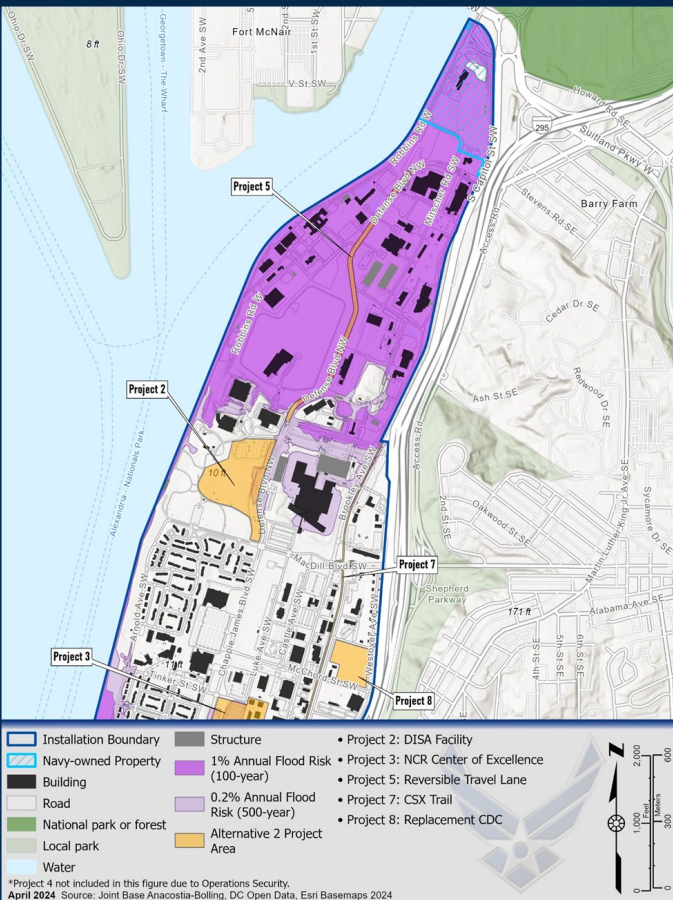 Fort McNair
8 ft
Ohio Dr SW
Ohio-Dr-SW
Georgetown - The Wharf
2nd Ave SW
2nd S
1st St SW
V St SW
Howard Rd SE
295
Suitland Pkwy W
Robbins Rd W
S Capitol St SW
Project 5
Defense Blvd NW
Mitscher Rd SW
Barry Farm
Stevens Rd SE
Access Rd
Cedar Dr SE
Robbins Rd W
Redwood Dr SE
Defense Blvd NW
Ash St SE
Project 2
Access Rd
10 ft
Defense Blvd NW
Brookley Ave SW
Alexandria - Nationals Park
2nd St SE
Oakwood St SE
Martin Luther King Jr Ave SE
Sycamore Dr SE
MacDill Blvd SW
Project 7
Shepherd
Parkway
171 ft
Alabama Ave SE
Arnold Ave SW
Chappie James Blvd SW
Duke Ave SW
Castle Ave SW
Westover Ave SW
4th St SE
5th St SE
6th St SE
Project 3
11 ft
Tinker St SW
McChord St SW
Project 8
Installation Boundary
Navy-owned Property
Building
Road
National park or forest
Local park
Water
Structure
1% Annual Flood Risk
(100-year)
0.2% Annual Flood
Risk (500-year)
Alternative 2 Project
Area
• Project 2: DISA Facility
• Project 3: NCR Center of Excellence
• Project 5: Reversible Travel Lane
• Project 7: CSX Trail
• Project 8: Replacement CDC
N
2,000
1,000
0
Feet
600
300
0
Meters
*Project 4 not included in this figure due to Operations Security.
April 2024 Source: Joint Base Anacostia-Bolling, DC Open Data, Esri Basemaps 2024